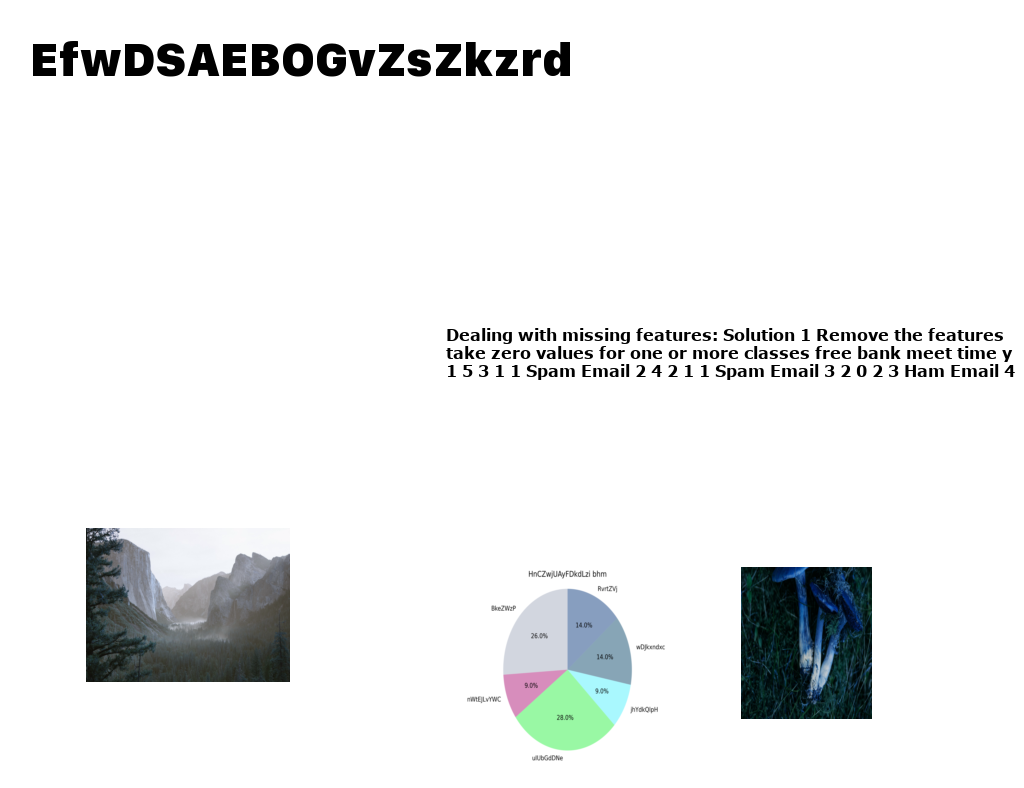 EfwDSAEBOGvZsZkzrd
Dealing with missing features: Solution 1 Remove the features
take zero values for one or more classes free bank meet time y
1 5 3 1 1 Spam Email 2 4 2 1 1 Spam Email 3 2 0 2 3 Ham Email 4
HnCZwjUAyFDkdLzi bhm
RvrtZVj
BkeZWzP
14.0%
26.0%
wDfkxndxc
14.0%
9.0%
9.0%
nWtEJLvYWC
28.0%
ulUbGdDNe